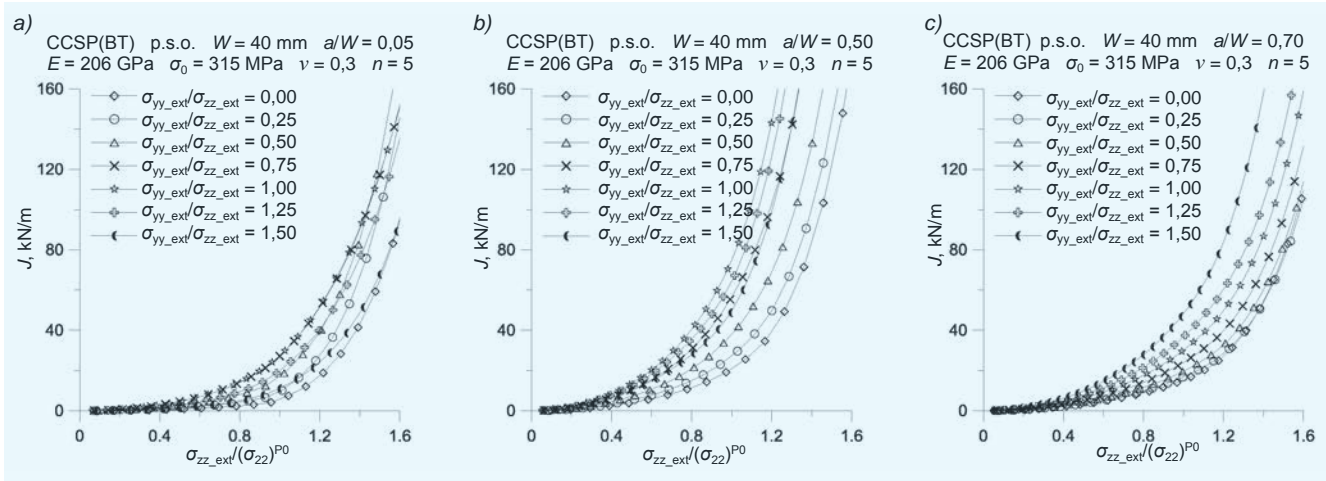 a)
CCSP(BT) p.s.o. W = 40 mm a/W = 0,05
E = 206 GPa σ₀ = 315 MPa ν = 0,3 n = 5
160
120
80
40
0
J, kN/m
σyy_ext/σzz_ext = 0,00
σyy_ext/σzz_ext = 0,25
σyy_ext/σzz_ext = 0,50
σyy_ext/σzz_ext = 0,75
σyy_ext/σzz_ext = 1,00
σyy_ext/σzz_ext = 1,25
σyy_ext/σzz_ext = 1,50
0 0.4 0.8 1.2 1.6
σzz_ext/(σ22)P0
b)
CCSP(BT) p.s.o. W = 40 mm a/W = 0,50
E = 206 GPa σ₀ = 315 MPa ν = 0,3 n = 5
160
120
80
40
0
J, kN/m
σyy_ext/σzz_ext = 0,00
σyy_ext/σzz_ext = 0,25
σyy_ext/σzz_ext = 0,50
σyy_ext/σzz_ext = 0,75
σyy_ext/σzz_ext = 1,00
σyy_ext/σzz_ext = 1,25
σyy_ext/σzz_ext = 1,50
0 0.4 0.8 1.2 1.6
σzz_ext/(σ22)P0
c)
CCSP(BT) p.s.o. W = 40 mm a/W = 0,70
E = 206 GPa σ₀ = 315 MPa ν = 0,3 n = 5
160
120
80
40
0
J, kN/m
σyy_ext/σzz_ext = 0,00
σyy_ext/σzz_ext = 0,25
σyy_ext/σzz_ext = 0,50
σyy_ext/σzz_ext = 0,75
σyy_ext/σzz_ext = 1,00
σyy_ext/σzz_ext = 1,25
σyy_ext/σzz_ext = 1,50
0 0.4 0.8 1.2 1.6
σzz_ext/(σ22)P0